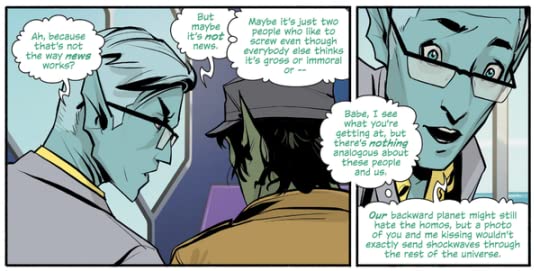 Ah, because
that's not
the way news
works?
But
maybe
it's not
news.
Maybe it's just two
people who like to
screw even though
everybody else thinks
it's gross or immoral
or --
Babe, I see
what you're
getting at, but
there's nothing
analogous about
these people
and us.
Our backward planet might still
hate the homos, but a photo
of you and me kissing wouldn't
exactly send shockwaves through
the rest of the universe.